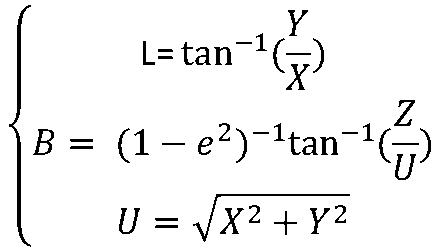 L= tan⁻¹(Y/X)
B = (1 − e²)⁻¹tan⁻¹(Z/U)
U = √(X² + Y²)